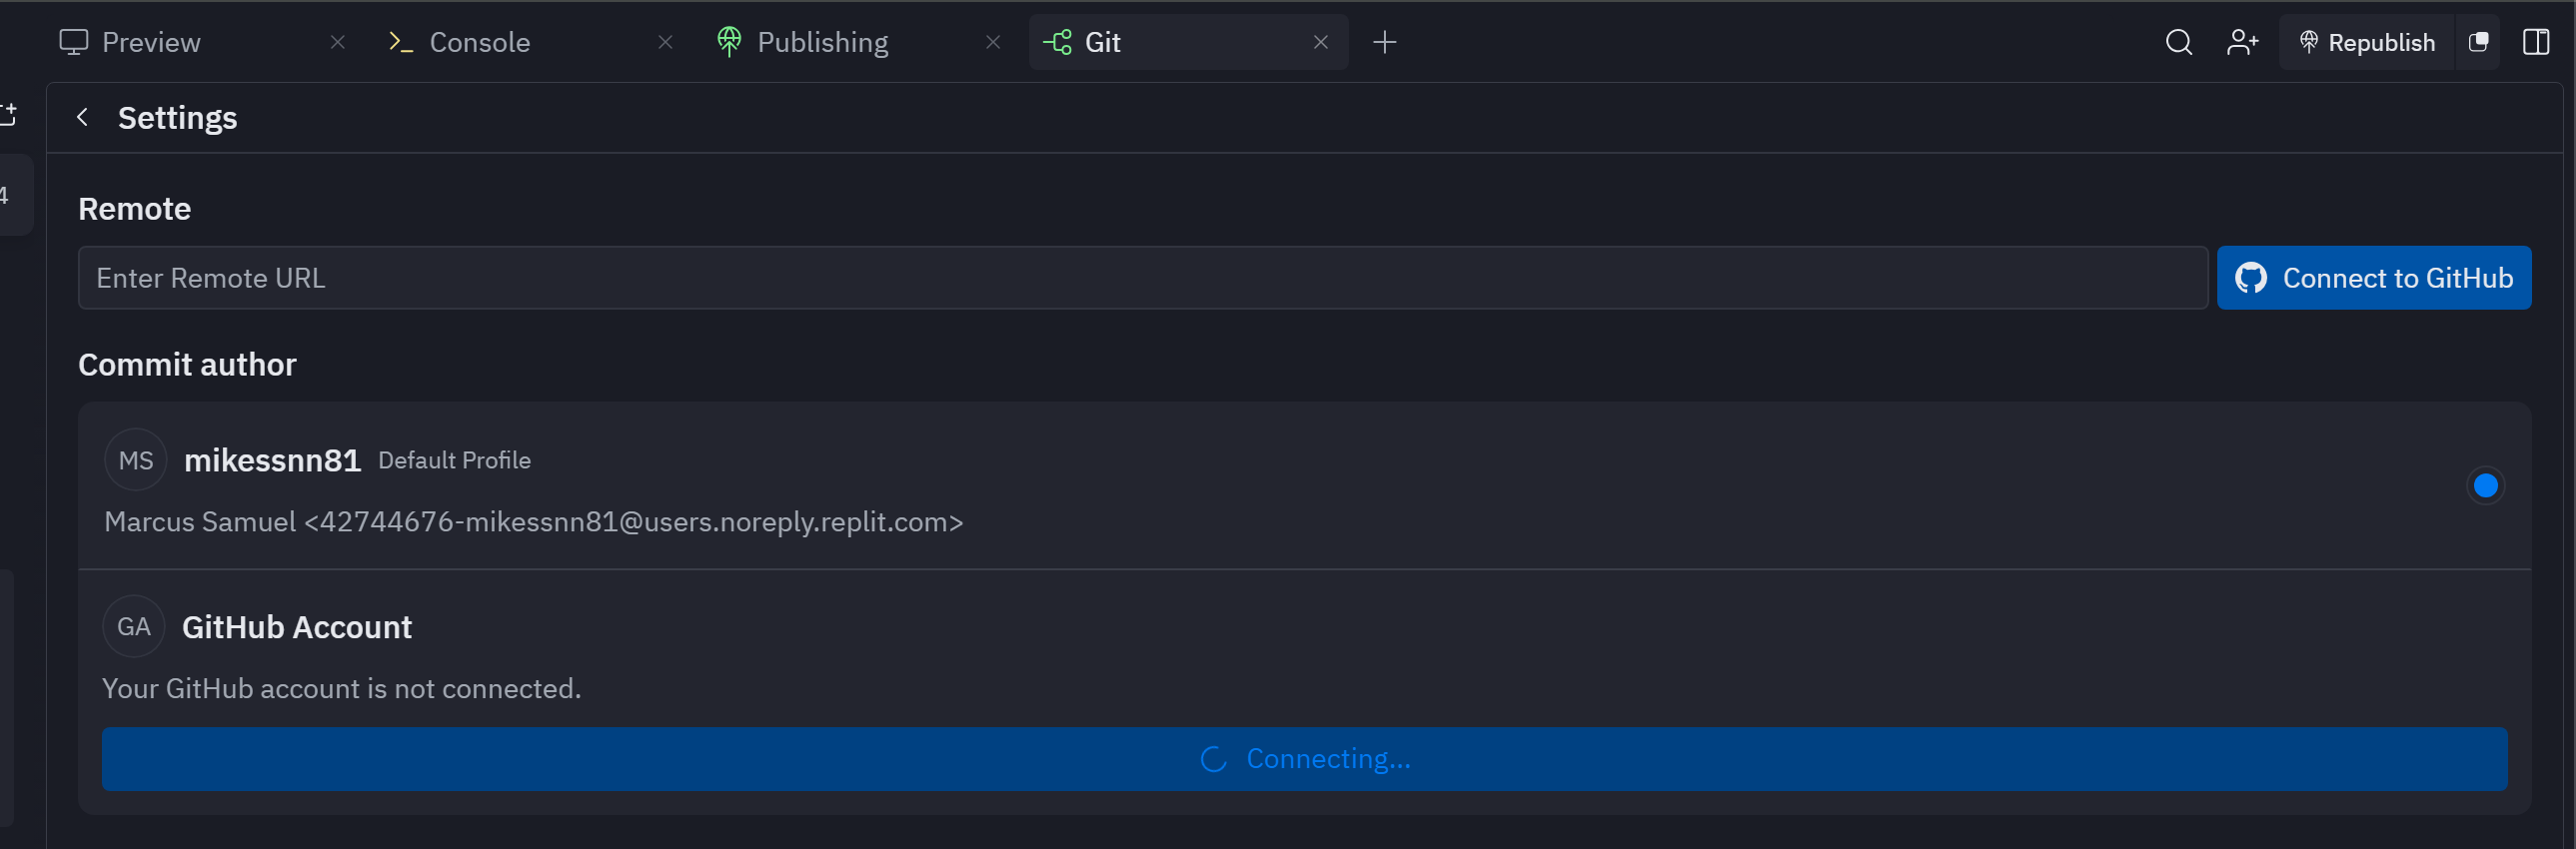 Preview
Console
Publishing
Git
Republish
Settings
4
Remote
Enter Remote URL
Connect to GitHub
Commit author
MS
mikessnn81 Default Profile
Marcus Samuel <42744676-mikessnn81@users.noreply.replit.com>
GA
GitHub Account
Your GitHub account is not connected.
Connecting...